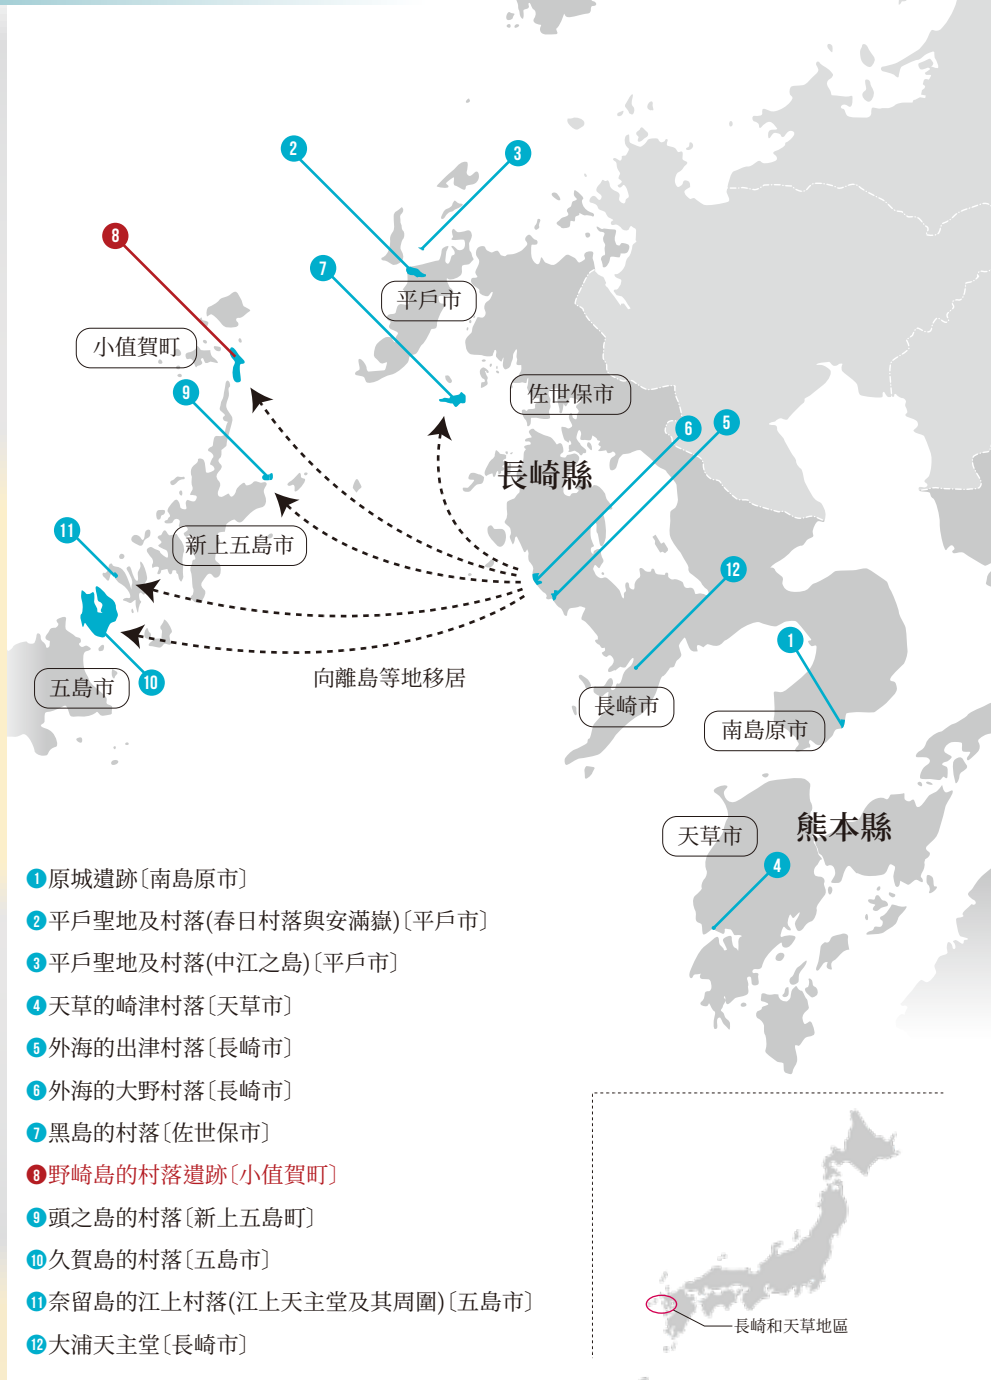 2
3
8
7
平戶市
小值賀町
9
佐世保市
6
5
長崎縣
11
新上五島市
12
1
向離島等地移居
五島市
10
長崎市
南島原市
天草市
熊本縣
4
1原城遺跡〔南島原市〕
2平戶聖地及村落(春日村落與安滿嶽)〔平戶市〕
3平戶聖地及村落(中江之島)〔平戶市〕
4天草的崎津村落〔天草市〕
5外海的出津村落〔長崎市〕
6外海的大野村落〔長崎市〕
7黑島的村落〔佐世保市〕
8野崎島的村落遺跡〔小值賀町〕
9頭之島的村落〔新上五島町〕
10久賀島的村落〔五島市〕
11奈留島的江上村落(江上天主堂及其周圍)〔五島市〕
12大浦天主堂〔長崎市〕
長崎和天草地區